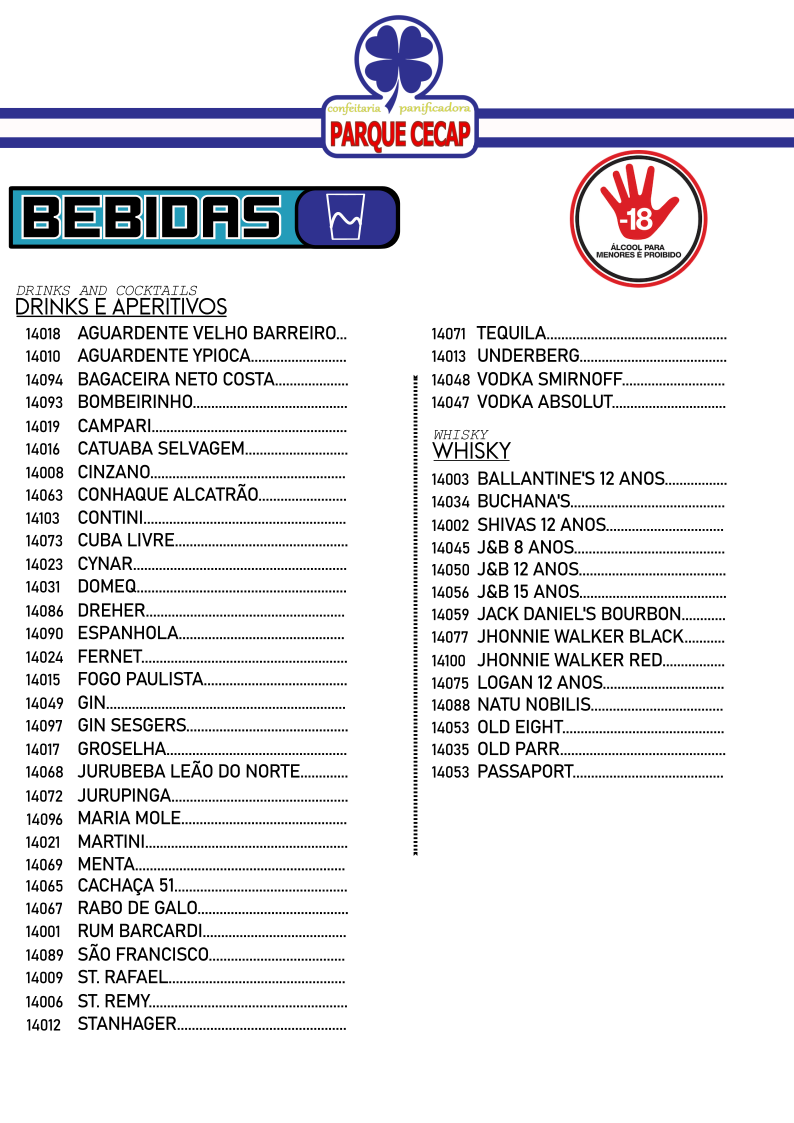 confeitaria panificadora
PARQUE CECAP
BEBIDAS
-18
ÁLCOOL PARA
MENORES É PROIBIDO
DRINKS AND COCKTAILS
DRINKS E APERITIVOS
14018 AGUARDENTE VELHO BARREIRO...
14010 AGUARDENTE YPIOCA..........................
14094 BAGACEIRA NETO COSTA....................
14093 BOMBEIRINHO..........................................
14019 CAMPARI.....................................................
14016 CATUABA SELVAGEM............................
14008 CINZANO.....................................................
14063 CONHAQUE ALCATRÃO........................
14103 CONTINI.......................................................
14073 CUBA LIVRE...............................................
14023 CYNAR..........................................................
14031 DOMEQ.........................................................
14086 DREHER......................................................
14090 ESPANHOLA.............................................
14024 FERNET........................................................
14015 FOGO PAULISTA.......................................
14049 GIN.................................................................
14097 GIN SESGERS............................................
14017 GROSELHA.................................................
14068 JURUBEBA LEÃO DO NORTE.............
14072 JURUPINGA................................................
14096 MARIA MOLE.............................................
14021 MARTINI.......................................................
14069 MENTA.........................................................
14065 CACHAÇA 51...............................................
14067 RABO DE GALO.........................................
14001 RUM BARCARDI.......................................
14089 SÃO FRANCISCO.....................................
14009 ST. RAFAEL................................................
14006 ST. REMY......................................................
14012 STANHAGER..............................................
14071 TEQUILA.................................................
14013 UNDERBERG........................................
14048 VODKA SMIRNOFF............................
14047 VODKA ABSOLUT...............................
WHISKY
WHISKY
14003 BALLANTINE'S 12 ANOS.................
14034 BUCHANA'S..........................................
14002 SHIVAS 12 ANOS................................
14045 J&B 8 ANOS.........................................
14050 J&B 12 ANOS........................................
14056 J&B 15 ANOS........................................
14059 JACK DANIEL'S BOURBON............
14077 JHONNIE WALKER BLACK...........
14100 JHONNIE WALKER RED.................
14075 LOGAN 12 ANOS.................................
14088 NATU NOBILIS....................................
14053 OLD EIGHT............................................
14035 OLD PARR.............................................
14053 PASSAPORT.........................................